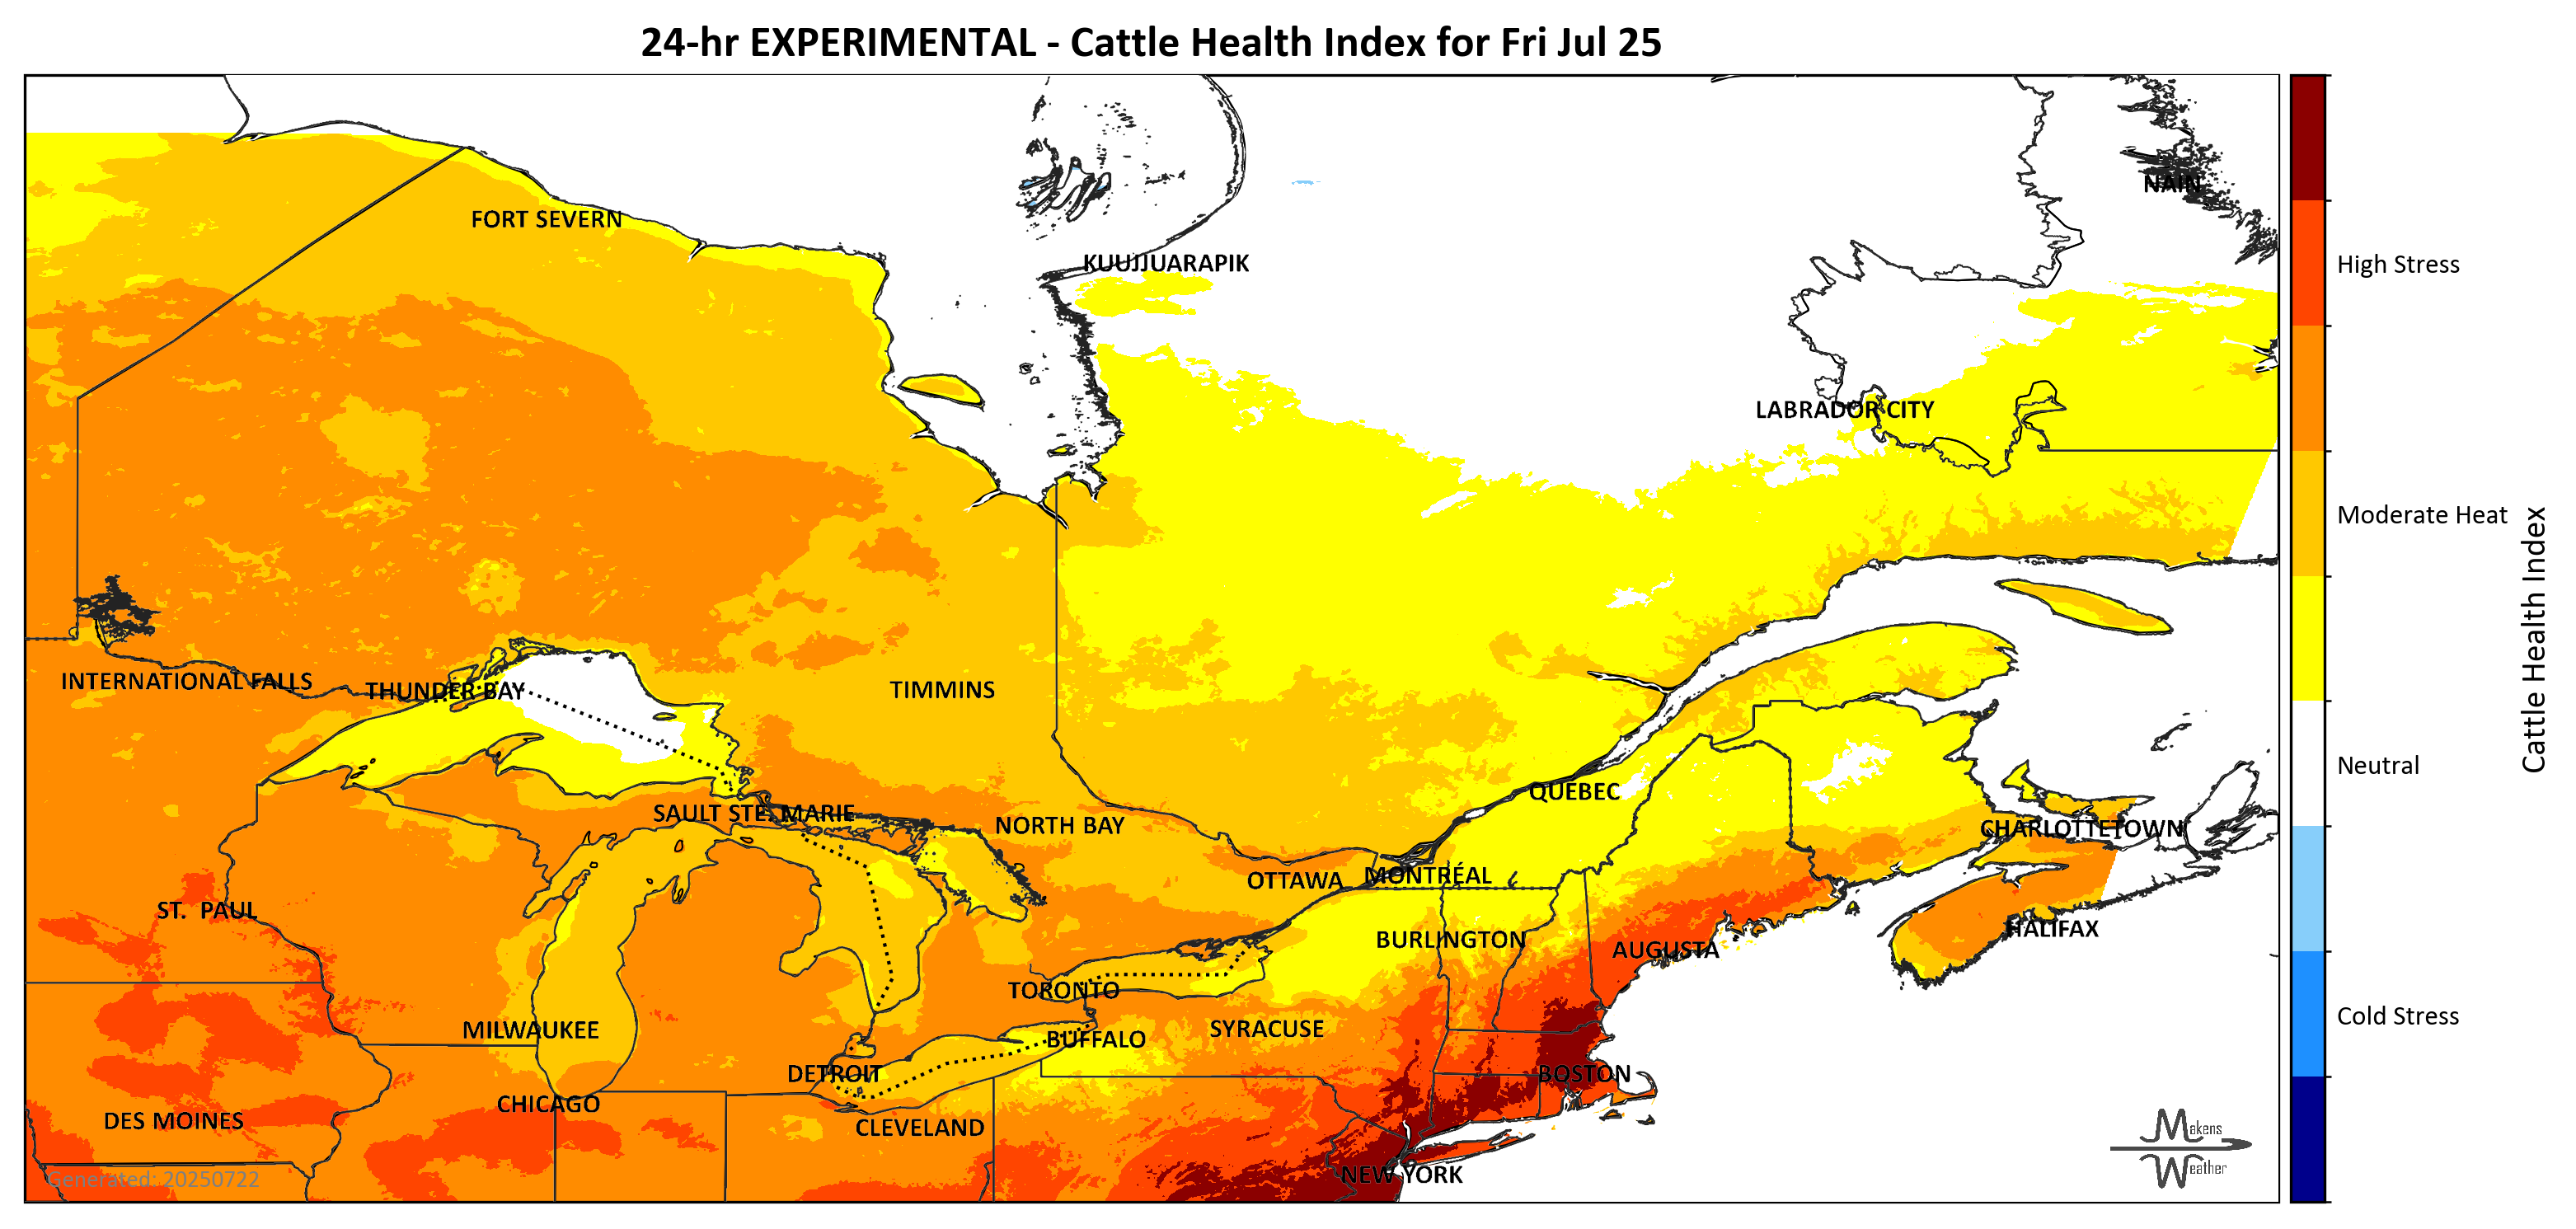 24-hr EXPERIMENTAL - Cattle Health Index for Fri Jul 25
NAIN
FORT SEVERN
KUUJJUARAPIK
High Stress
LABRADOR CITY
Moderate Heat
INTERNATIONAL FALLS
THUNDER BAY
TIMMINS
Cattle Health Index
Neutral
QUEBEC
SAULT STE. MARIE
NORTH BAY
CHARLOTTETOWN
OTTAWA
MONTRÉAL
ST. PAUL
BURLINGTON
AUGUSTA
HALIFAX
TORONTO
Cold Stress
MILWAUKEE
SYRACUSE
BUFFALO
DETROIT
BOSTON
CHICAGO
DES MOINES
CLEVELAND
Makens
Weather
NEW YORK
Generated: 20250722